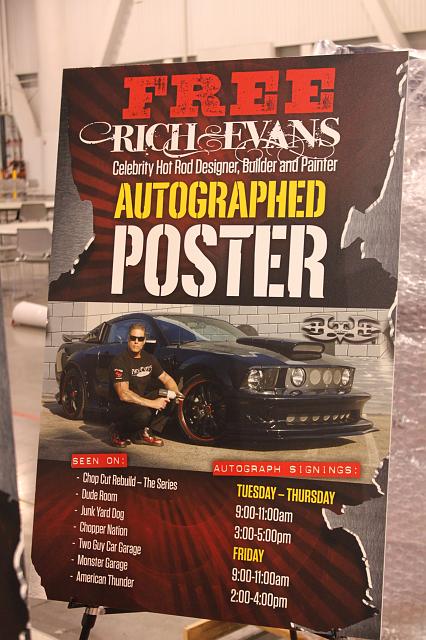 FREE
RICH EVANS
Celebrity Hot Rod Designer, Builder and Painter
AUTOGRAPHED
POSTER
SEEN ON:
- Chop Cut Rebuild – The Series
- Dude Room
- Junk Yard Dog
- Chopper Nation
- Two Guy Car Garage
- Monster Garage
- American Thunder
AUTOGRAPH SIGNINGS:
TUESDAY – THURSDAY
9:00-11:00am
3:00-5:00pm
FRIDAY
9:00-11:00am
2:00-4:00pm